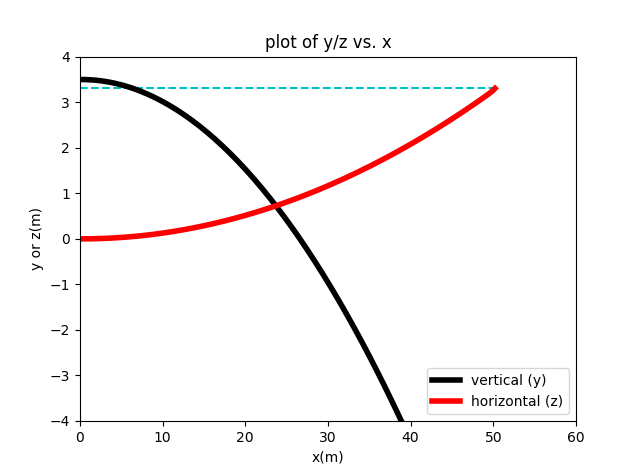 plot of y/z vs. x
4
3
2
1
0
−1
−2
−3
−4
y or z(m)
vertical (y)
horizontal (z)
0 10 20 30 40 50 60
x(m)